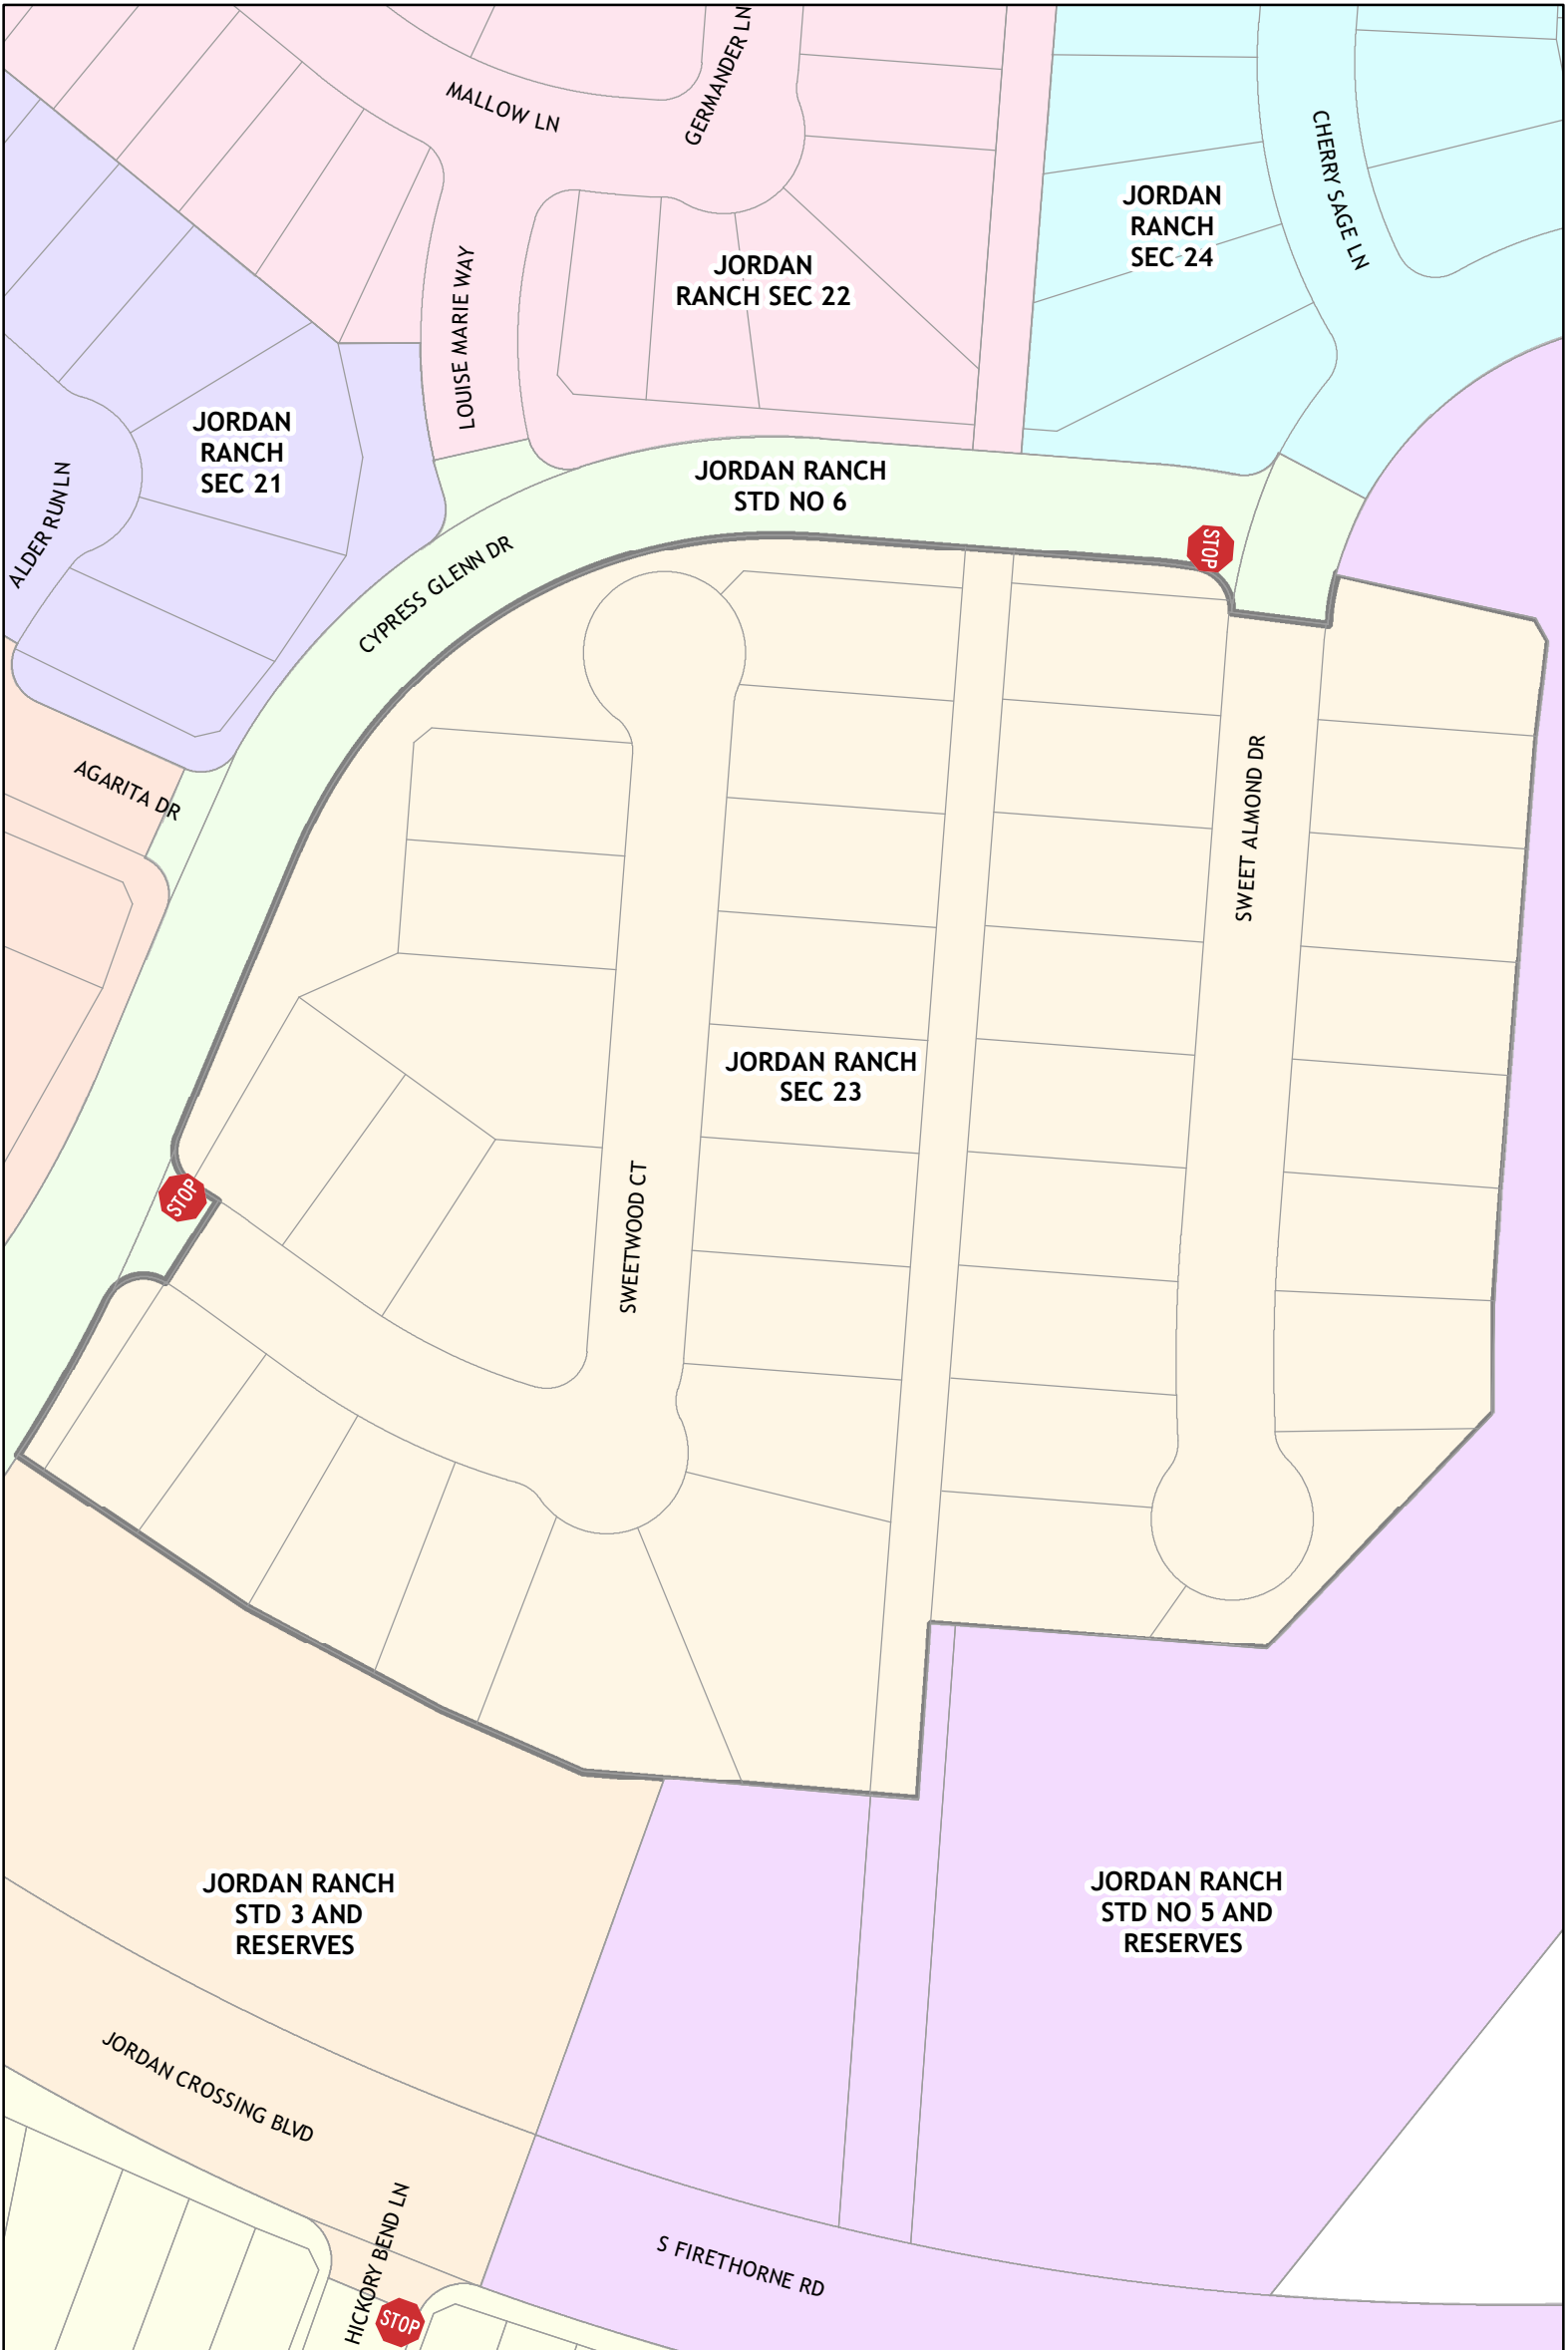 GERMANDER LN
MALLOW LN
CHERRY SAGE LN
JORDAN
RANCH
SEC 24
JORDAN
RANCH SEC 22
LOUISE MARIE WAY
JORDAN
RANCH
SEC 21
ALDER RUN LN
JORDAN RANCH
STD NO 6
STOP
CYPRESS GLENN DR
AGARITA DR
SWEET ALMOND DR
JORDAN RANCH
SEC 23
STOP
SWEETWOOD CT
JORDAN RANCH
STD 3 AND
RESERVES
JORDAN RANCH
STD NO 5 AND
RESERVES
JORDAN CROSSING BLVD
HICKORY BEND LN
S FIRETHORNE RD
STOP